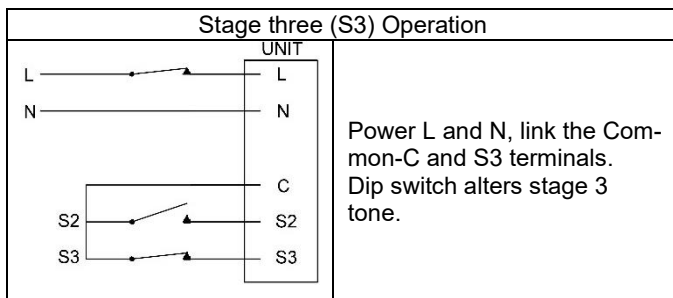 Stage three (S3) Operation
UNIT
L L
N N
C
S2 S2
S3 S3
Power L and N, link the Com-
mon-C and S3 terminals.
Dip switch alters stage 3
tone.